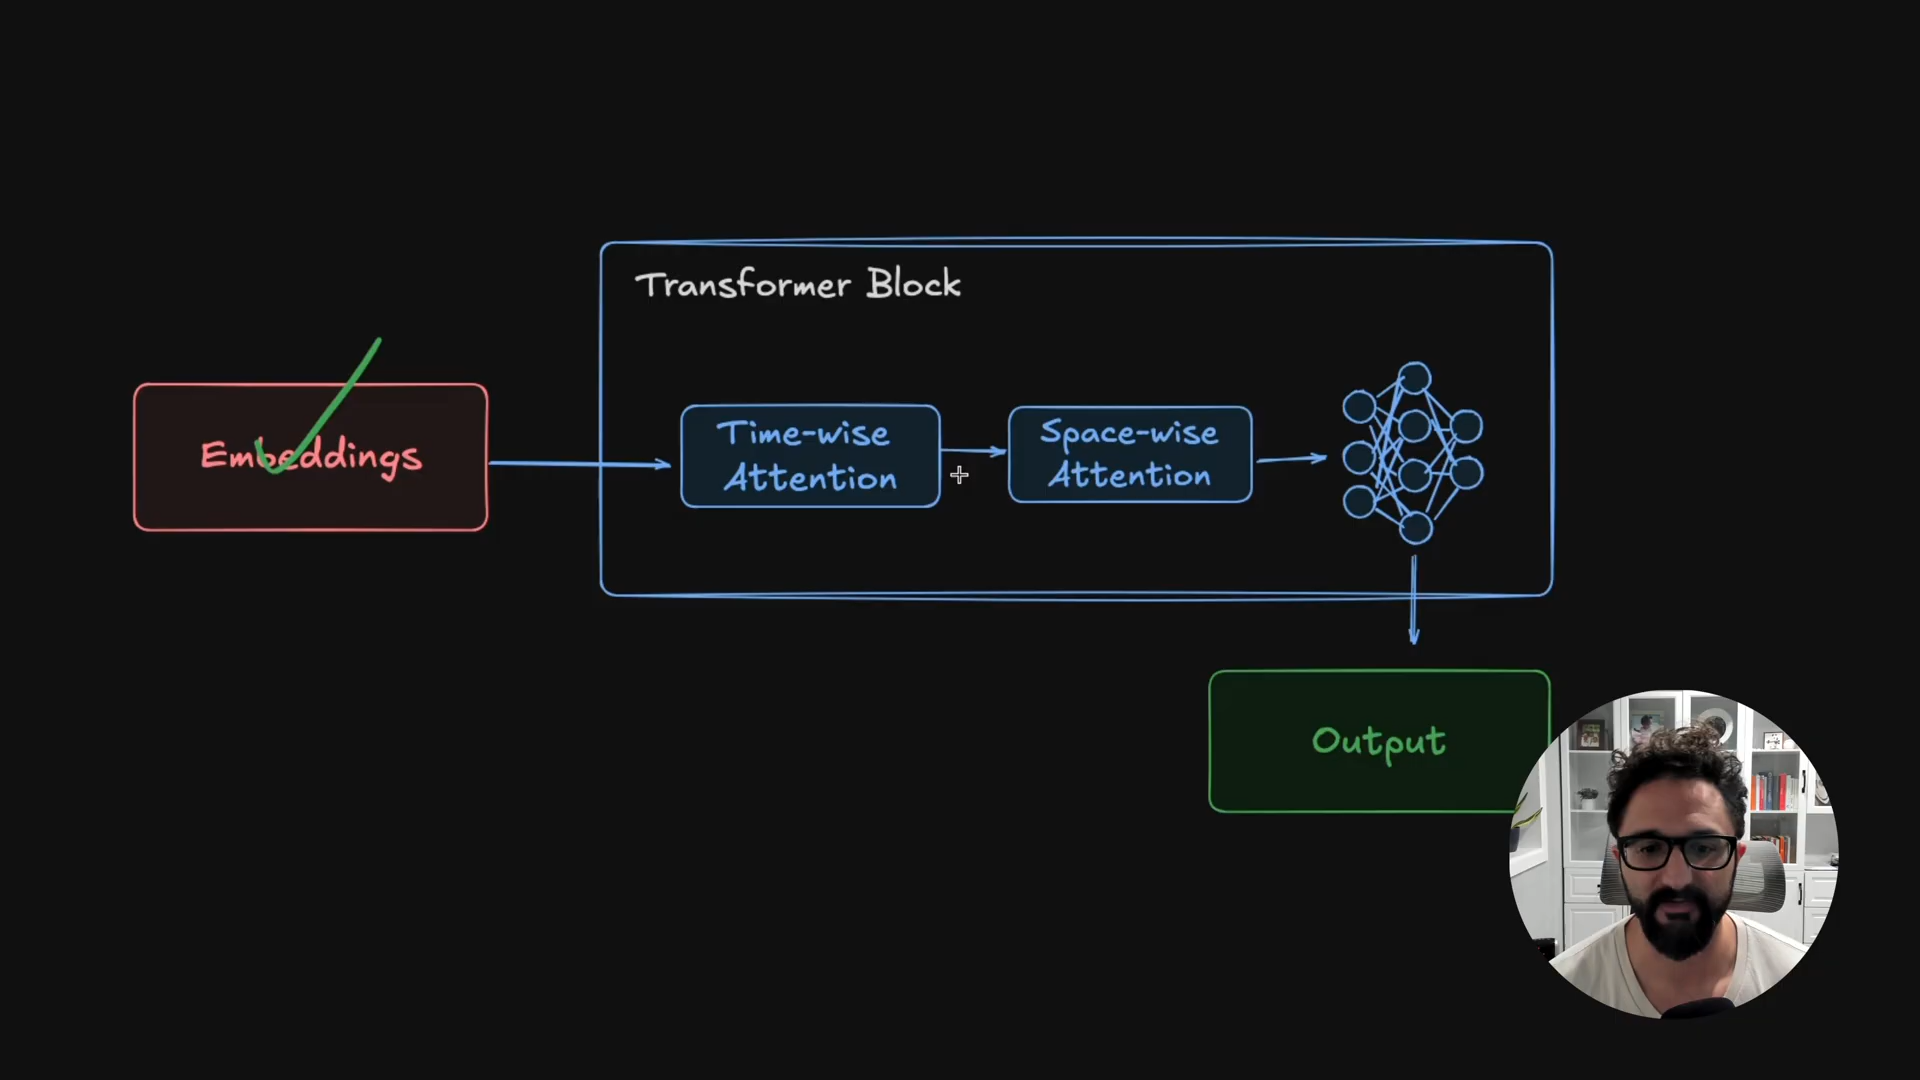 Transformer Block
Embeddings
Time-wise
Attention
Space-wise
Attention
Output